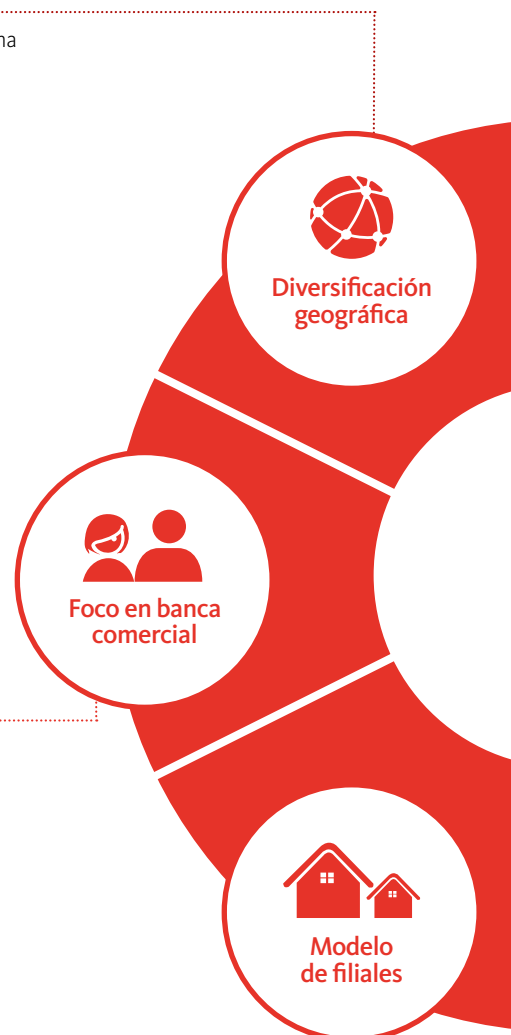 Diversificación
geográfica
Foco en banca
comercial
Modelo
de filiales